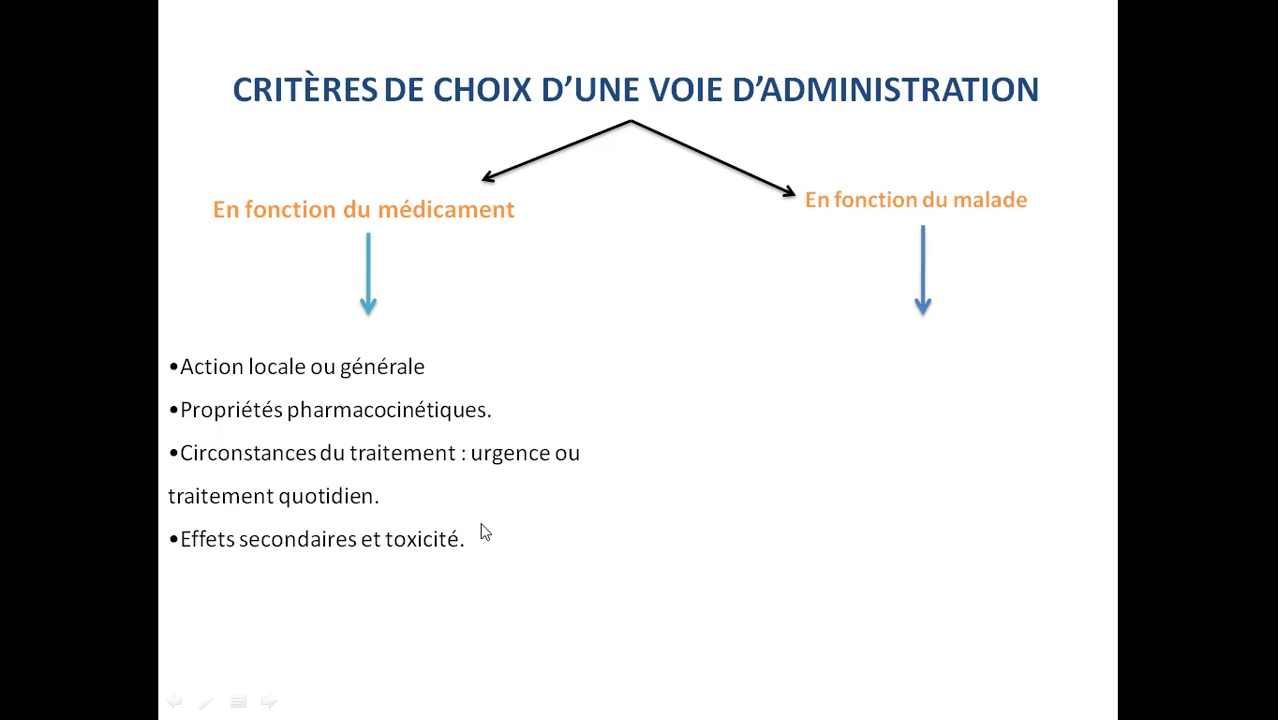 CRITÈRES DE CHOIX D’UNE VOIE D’ADMINISTRATION
En fonction du médicament
En fonction du malade
•Action locale ou générale
•Propriétés pharmacocinétiques.
•Circonstances du traitement : urgence ou
traitement quotidien.
•Effets secondaires et toxicité.